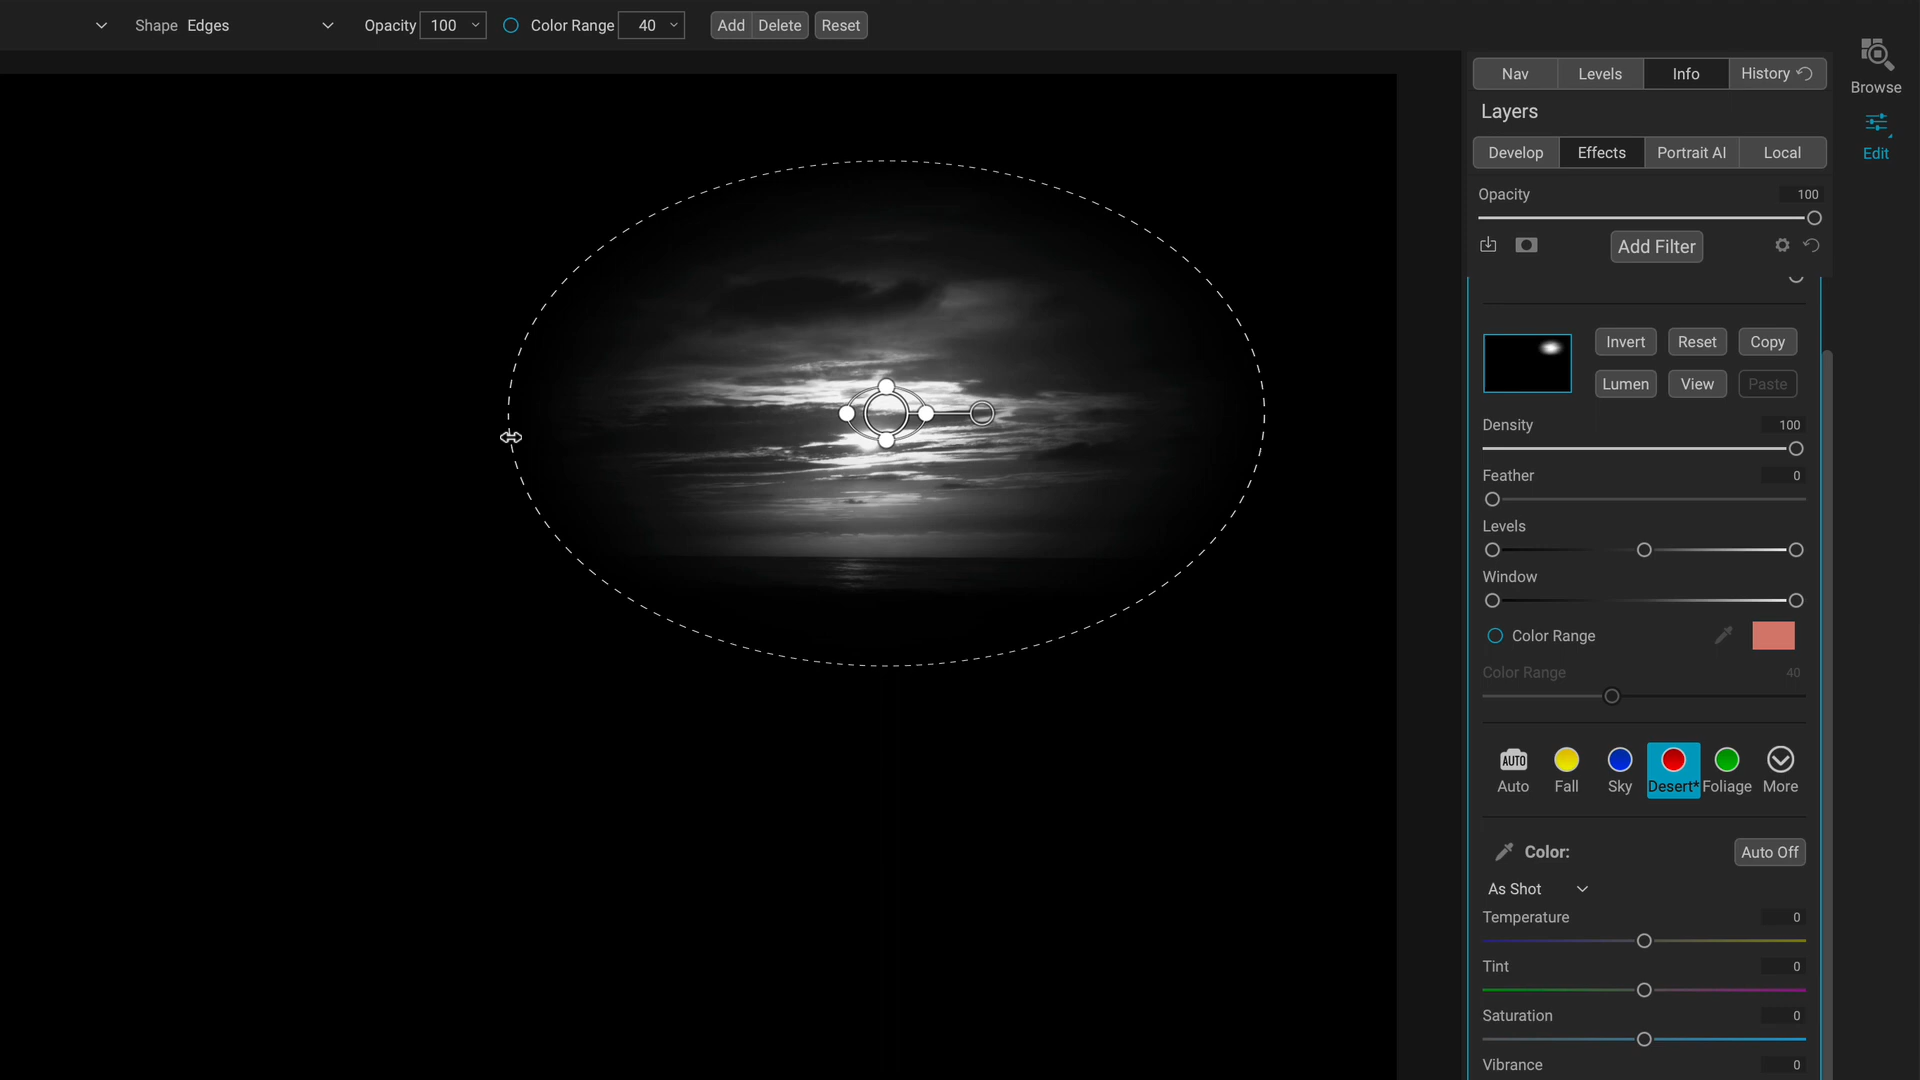 Shape Edges Opacity 100 Color Range 40 Add Delete Reset
Nav Levels Info History
Browse
Layers
Edit
Develop Effects Portrait AI Local
Opacity 100
Add Filter
Invert Reset Copy
Lumen View Paste
Density 100
Feather 0
Levels
Window
Color Range
Color Range 40
AUTO
Auto Fall Sky Desert* Foliage More
Color: Auto Off
As Shot
Temperature 0
Tint 0
Saturation 0
Vibrance 0